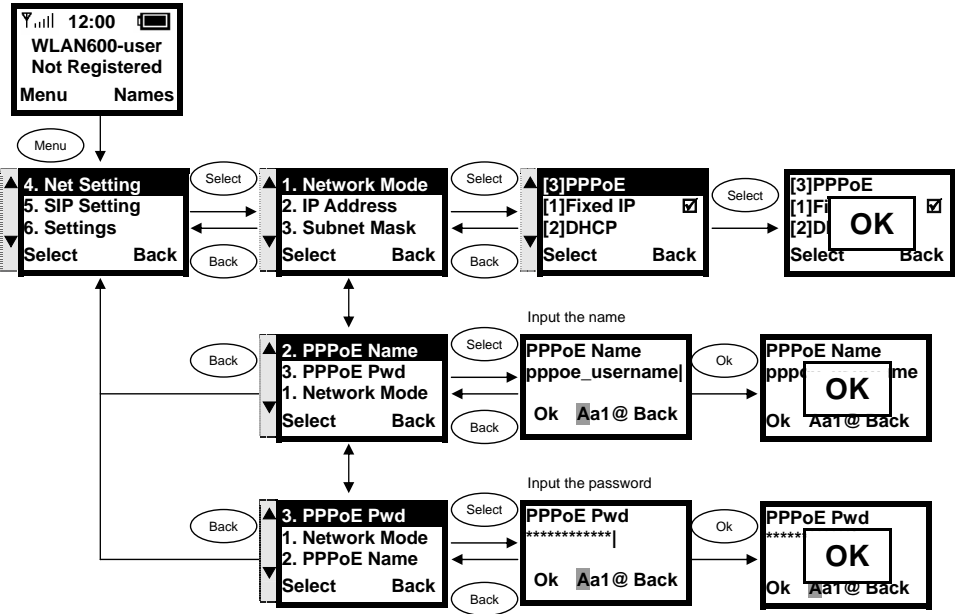 12:00
WLAN600-user
Not Registered
Menu Names
Menu
4. Net Setting
5. SIP Setting
6. Settings
Select Back
Select
Back
1. Network Mode
2. IP Address
3. Subnet Mask
Select Back
Select
Back
[3]PPPoE
[1]Fixed IP
[2]DHCP
Select Back
Select
[3]PPPoE
[1]Fi
[2]D
OK
Select Back
Back
2. PPPoE Name
3. PPPoE Pwd
1. Network Mode
Select Back
Select
Back
Input the name
PPPoE Name
pppoe_username|
Ok Aa1@ Back
Ok
PPPoE Name
pppo me
OK
Ok Aa1@ Back
Back
3. PPPoE Pwd
1. Network Mode
2. PPPoE Name
Select Back
Select
Back
Input the password
PPPoE Pwd
************|
Ok Aa1@ Back
Ok
PPPoE Pwd
*****
OK
Ok Aa1@ Back